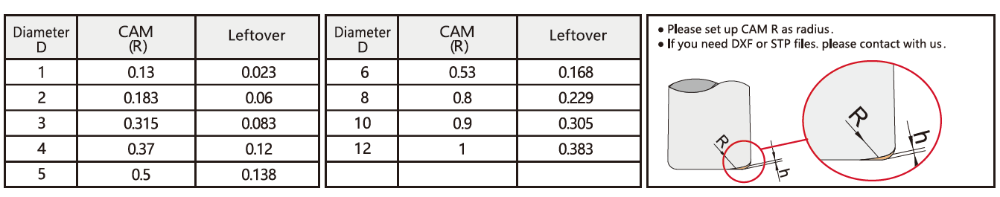 Diameter D CAM (R) Leftover
1 0.13 0.023
2 0.183 0.06
3 0.315 0.083
4 0.37 0.12
5 0.5 0.138
Diameter D CAM (R) Leftover
6 0.53 0.168
8 0.8 0.229
10 0.9 0.305
12 1 0.383
• Please set up CAM R as radius.
• If you need DXF or STP files. please contact with us.
R
h
R
h